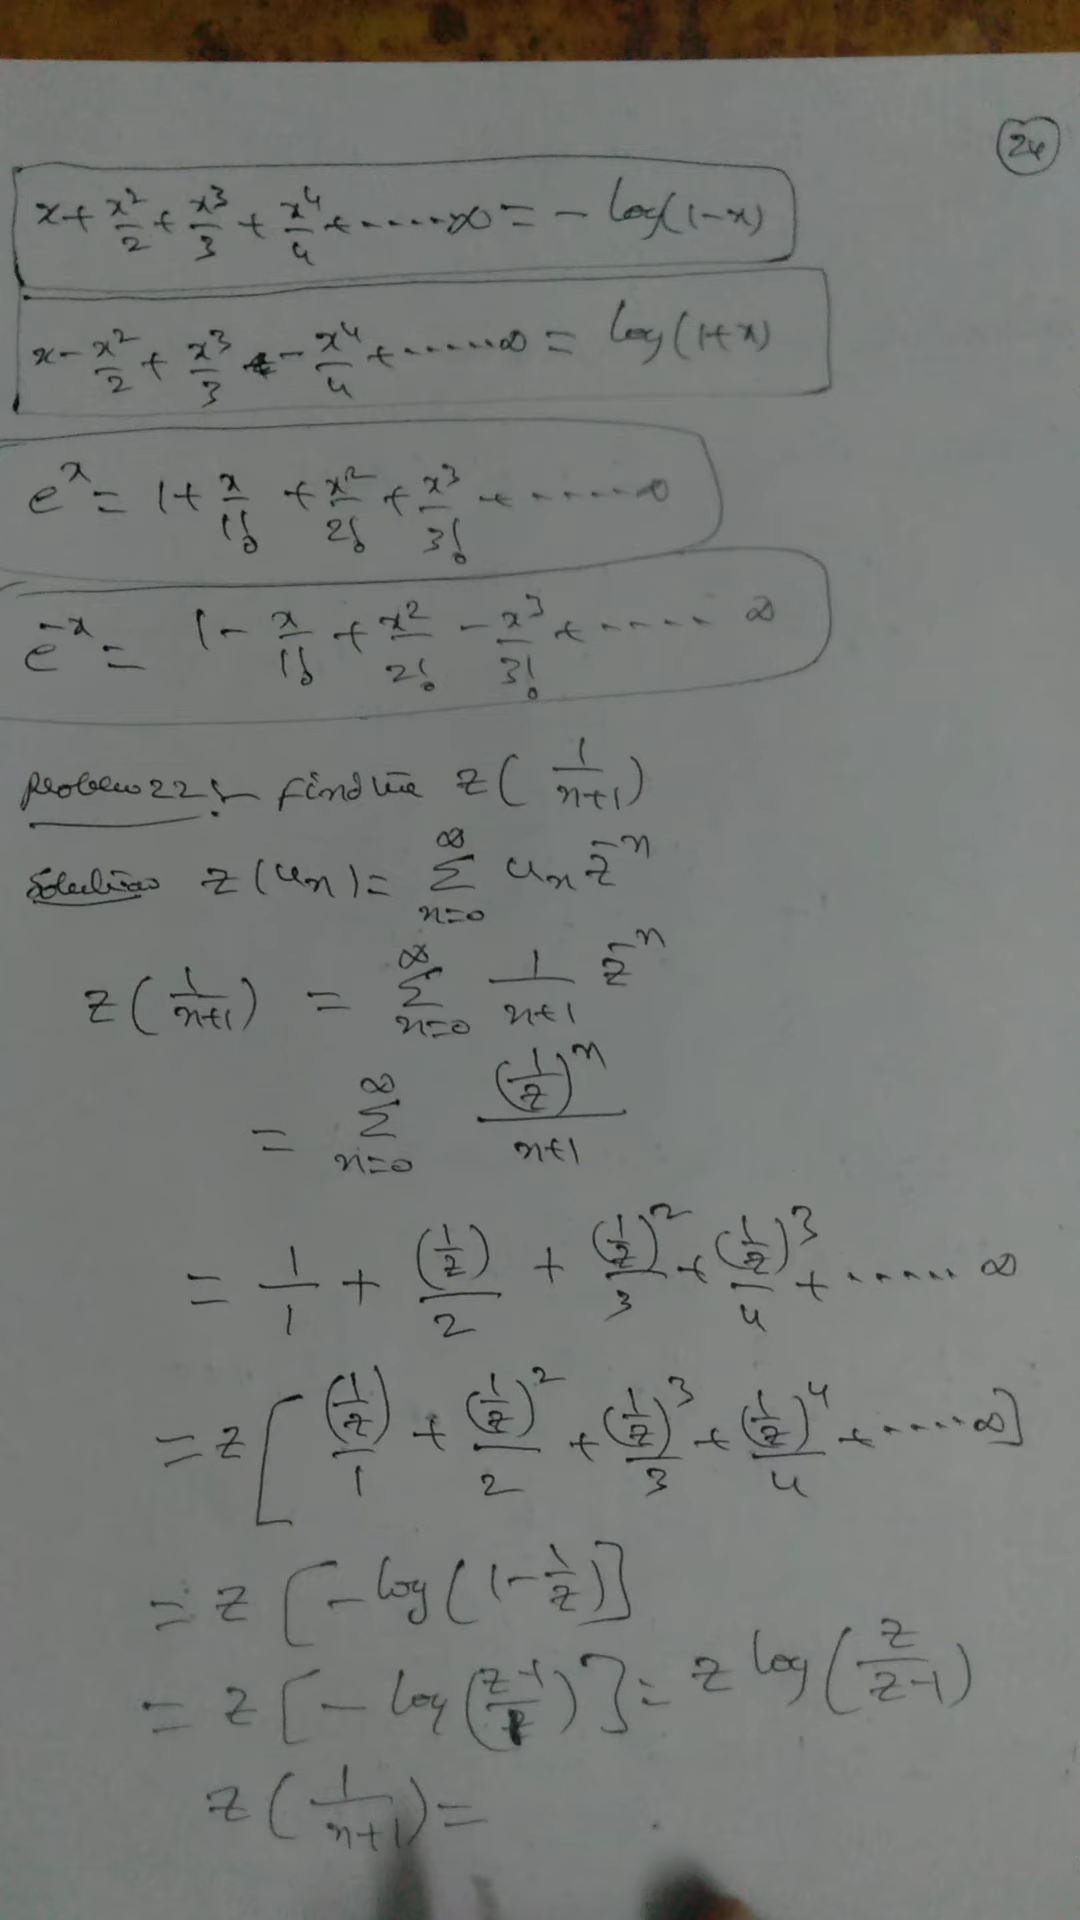 24
x + x²/2 + x³/3 + x⁴/4 + ......∞ = - log(1-x)
x - x²/2 + x³/3 - x⁴/4 + ......∞ = log(1+x)
eˣ = 1 + x/1! + x²/2! + x³/3! + ......∞
e⁻ˣ = 1 - x/1! + x²/2! - x³/3! + ..... ∞
Problem 22:- Find the z(1/(n+1))
Solution z(uₙ) = ∑_{n=0}^{∞} uₙ z⁻ⁿ
z(1/(n+1)) = ∑_{n=0}^{∞} 1/(n+1) z⁻ⁿ
= ∑_{n=0}^{∞} (1/z)ⁿ/(n+1)
= 1/1 + (1/z)/2 + (1/z)²/3 + (1/z)³/4 + ...... ∞
= z[(1/z)/1 + (1/z)²/2 + (1/z)³/3 + (1/z)⁴/4 + .....∞]
= z[-log(1-1/z)]
= z[-log((z-1)/z)] = z log(z/(z-1))
z(1/(n+1)) =